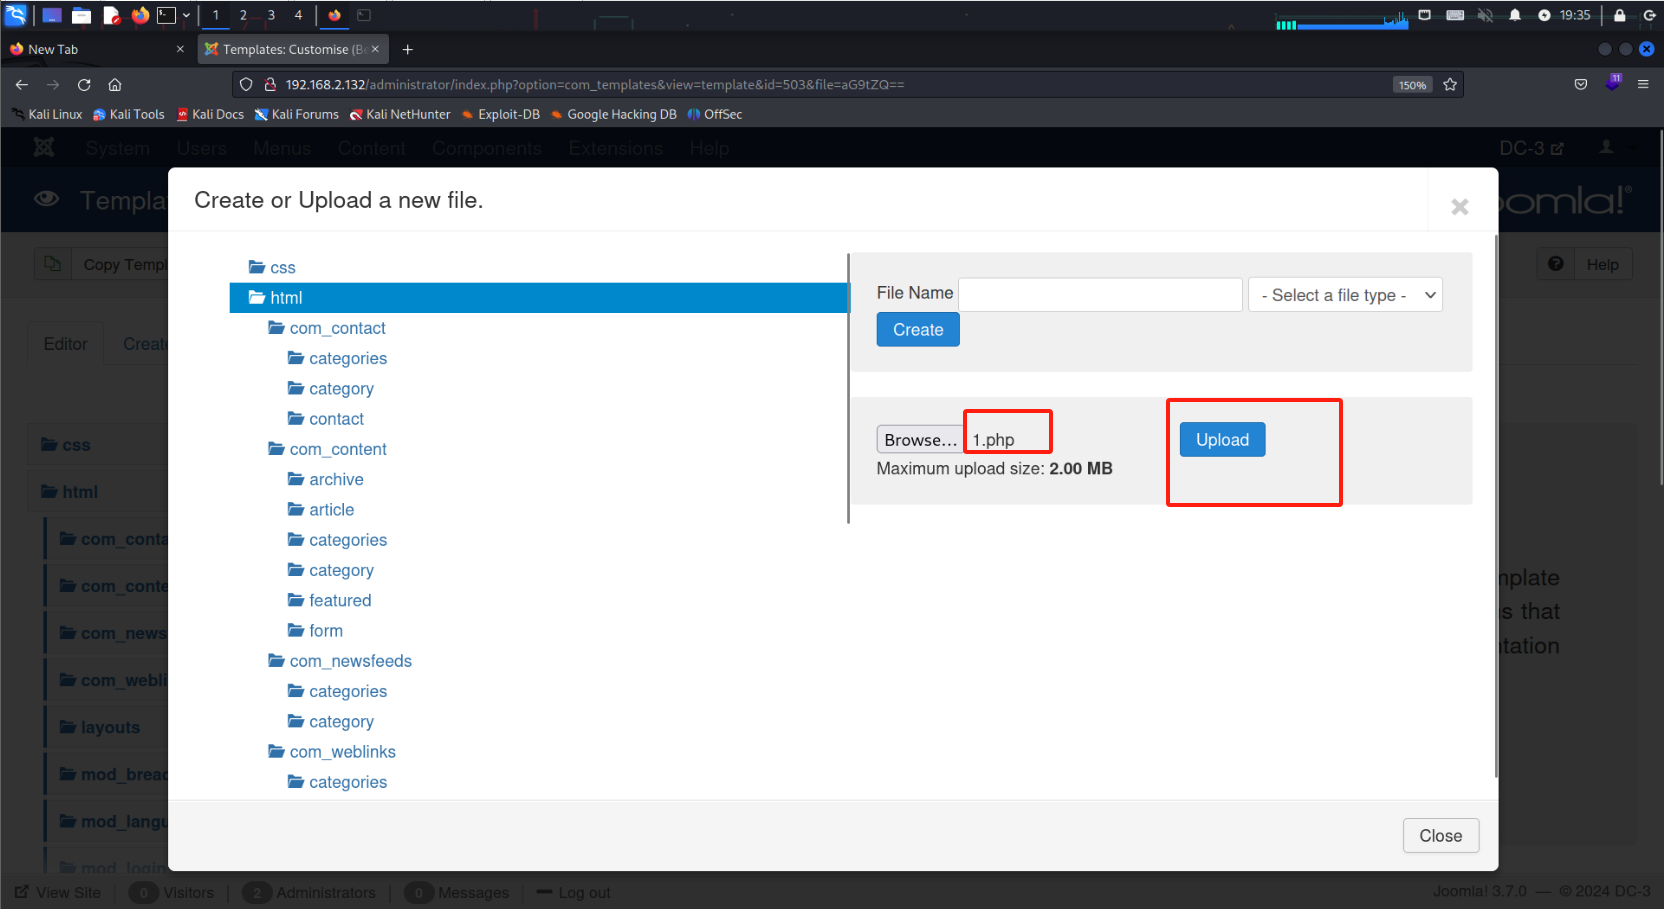 1 2 3 4 19:35
New Tab × Templates: Customise (Be × +
192.168.2.132/administrator/index.php?option=com_templates&view=template&id=503&file=aG9tZQ== 150% 11
Kali Linux Kali Tools Kali Docs Kali Forums Kali NetHunter Exploit-DB Google Hacking DB OffSec
System Users Menus Content Components Extensions Help DC-3
Templa
oomla!®
Create or Upload a new file. ×
Copy Templ
Help
Editor
Create
css
html
com_conta
com_conte
com_news
com_webli
layouts
mod_bread
mod_langu
mod_login
css
html
com_contact
categories
category
contact
com_content
archive
article
categories
category
featured
form
com_newsfeeds
categories
category
com_weblinks
categories
File Name - Select a file type -
Create
Browse... 1.php Upload
Maximum upload size: 2.00 MB
mplate
s that
ntation
Close
View Site 0 Visitors 2 Administrators 0 Messages Log out Joomla! 3.7.0 — © 2024 DC-3